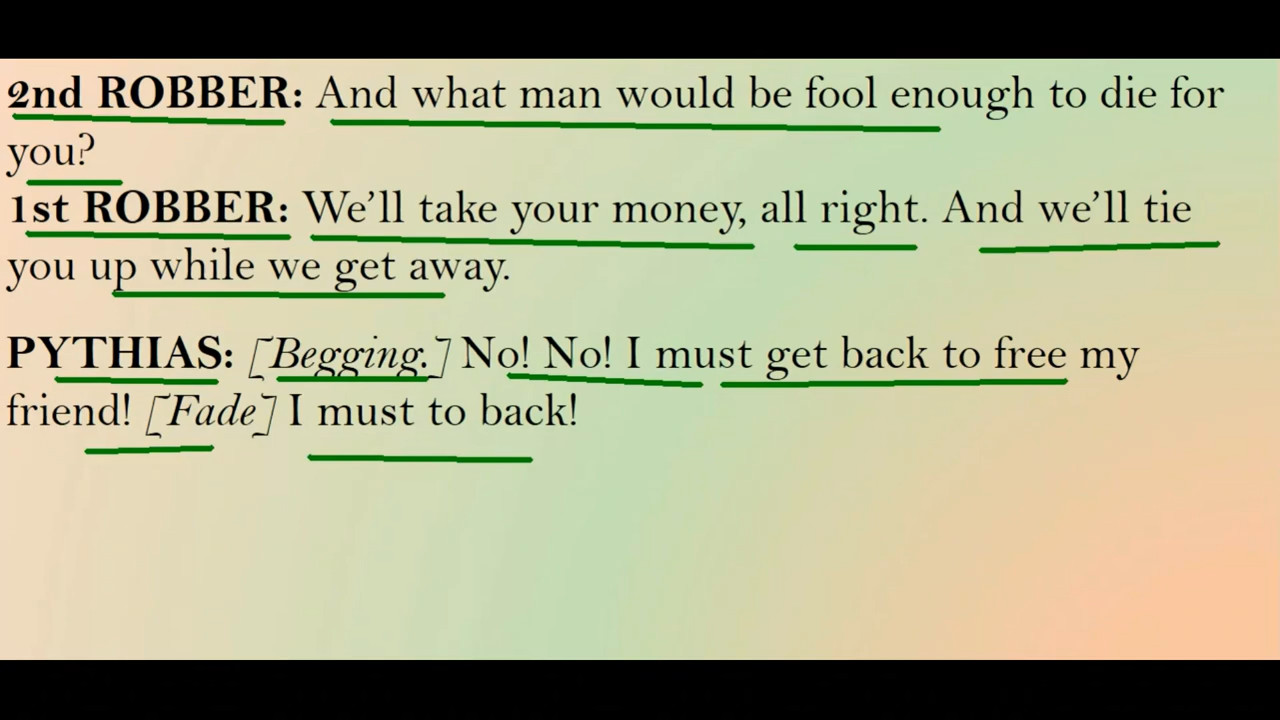 2nd ROBBER: And what man would be fool enough to die for
you?
1st ROBBER: We’ll take your money, all right. And we’ll tie
you up while we get away.
PYTHIAS: [Begging.] No! No! I must get back to free my
friend! [Fade] I must to back!